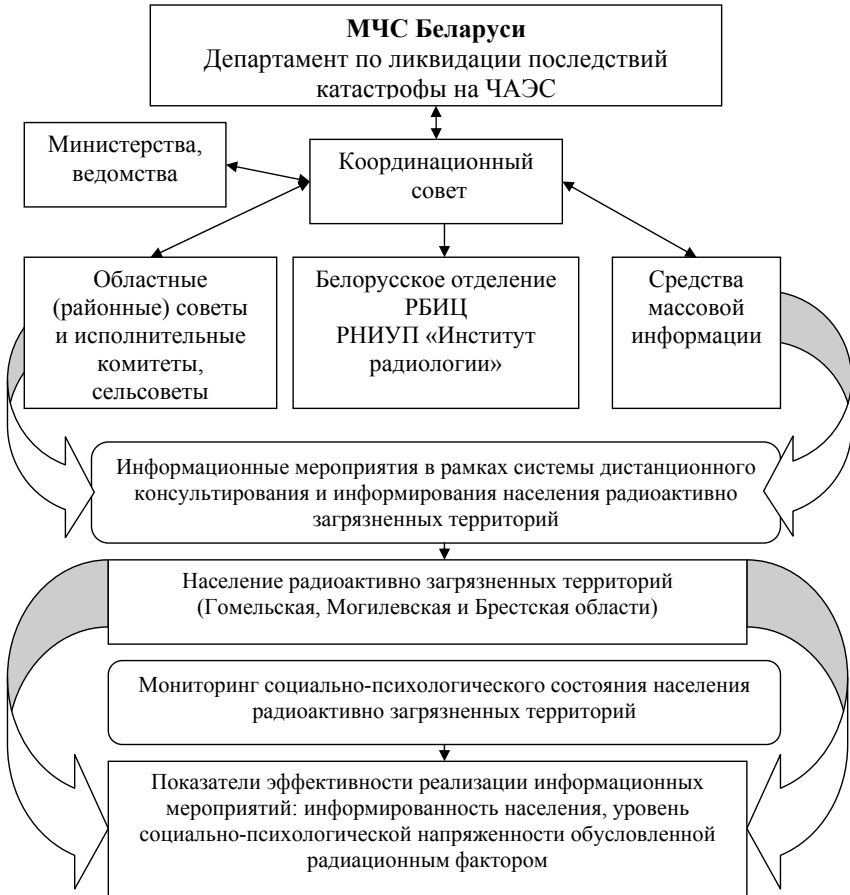 МЧС Беларуси
Департамент по ликвидации последствий
катастрофы на ЧАЭС
Министерства,
ведомства
Координационный
совет
Областные
(районные) советы
и исполнительные
комитеты,
сельсоветы
Белорусское отделение
РБИЦ
РНИУП «Институт
радиологии»
Средства
массовой
информации
Информационные мероприятия в рамках системы дистанционного
консультирования и информирования населения радиоактивно
загрязненных территорий
Население радиоактивно загрязненных территорий
(Гомельская, Могилевская и Брестская области)
Мониторинг социально-психологического состояния населения
радиоактивно загрязненных территорий
Показатели эффективности реализации информационных
мероприятий: информированность населения, уровень
социально-психологической напряженности обусловленной
радиационным фактором